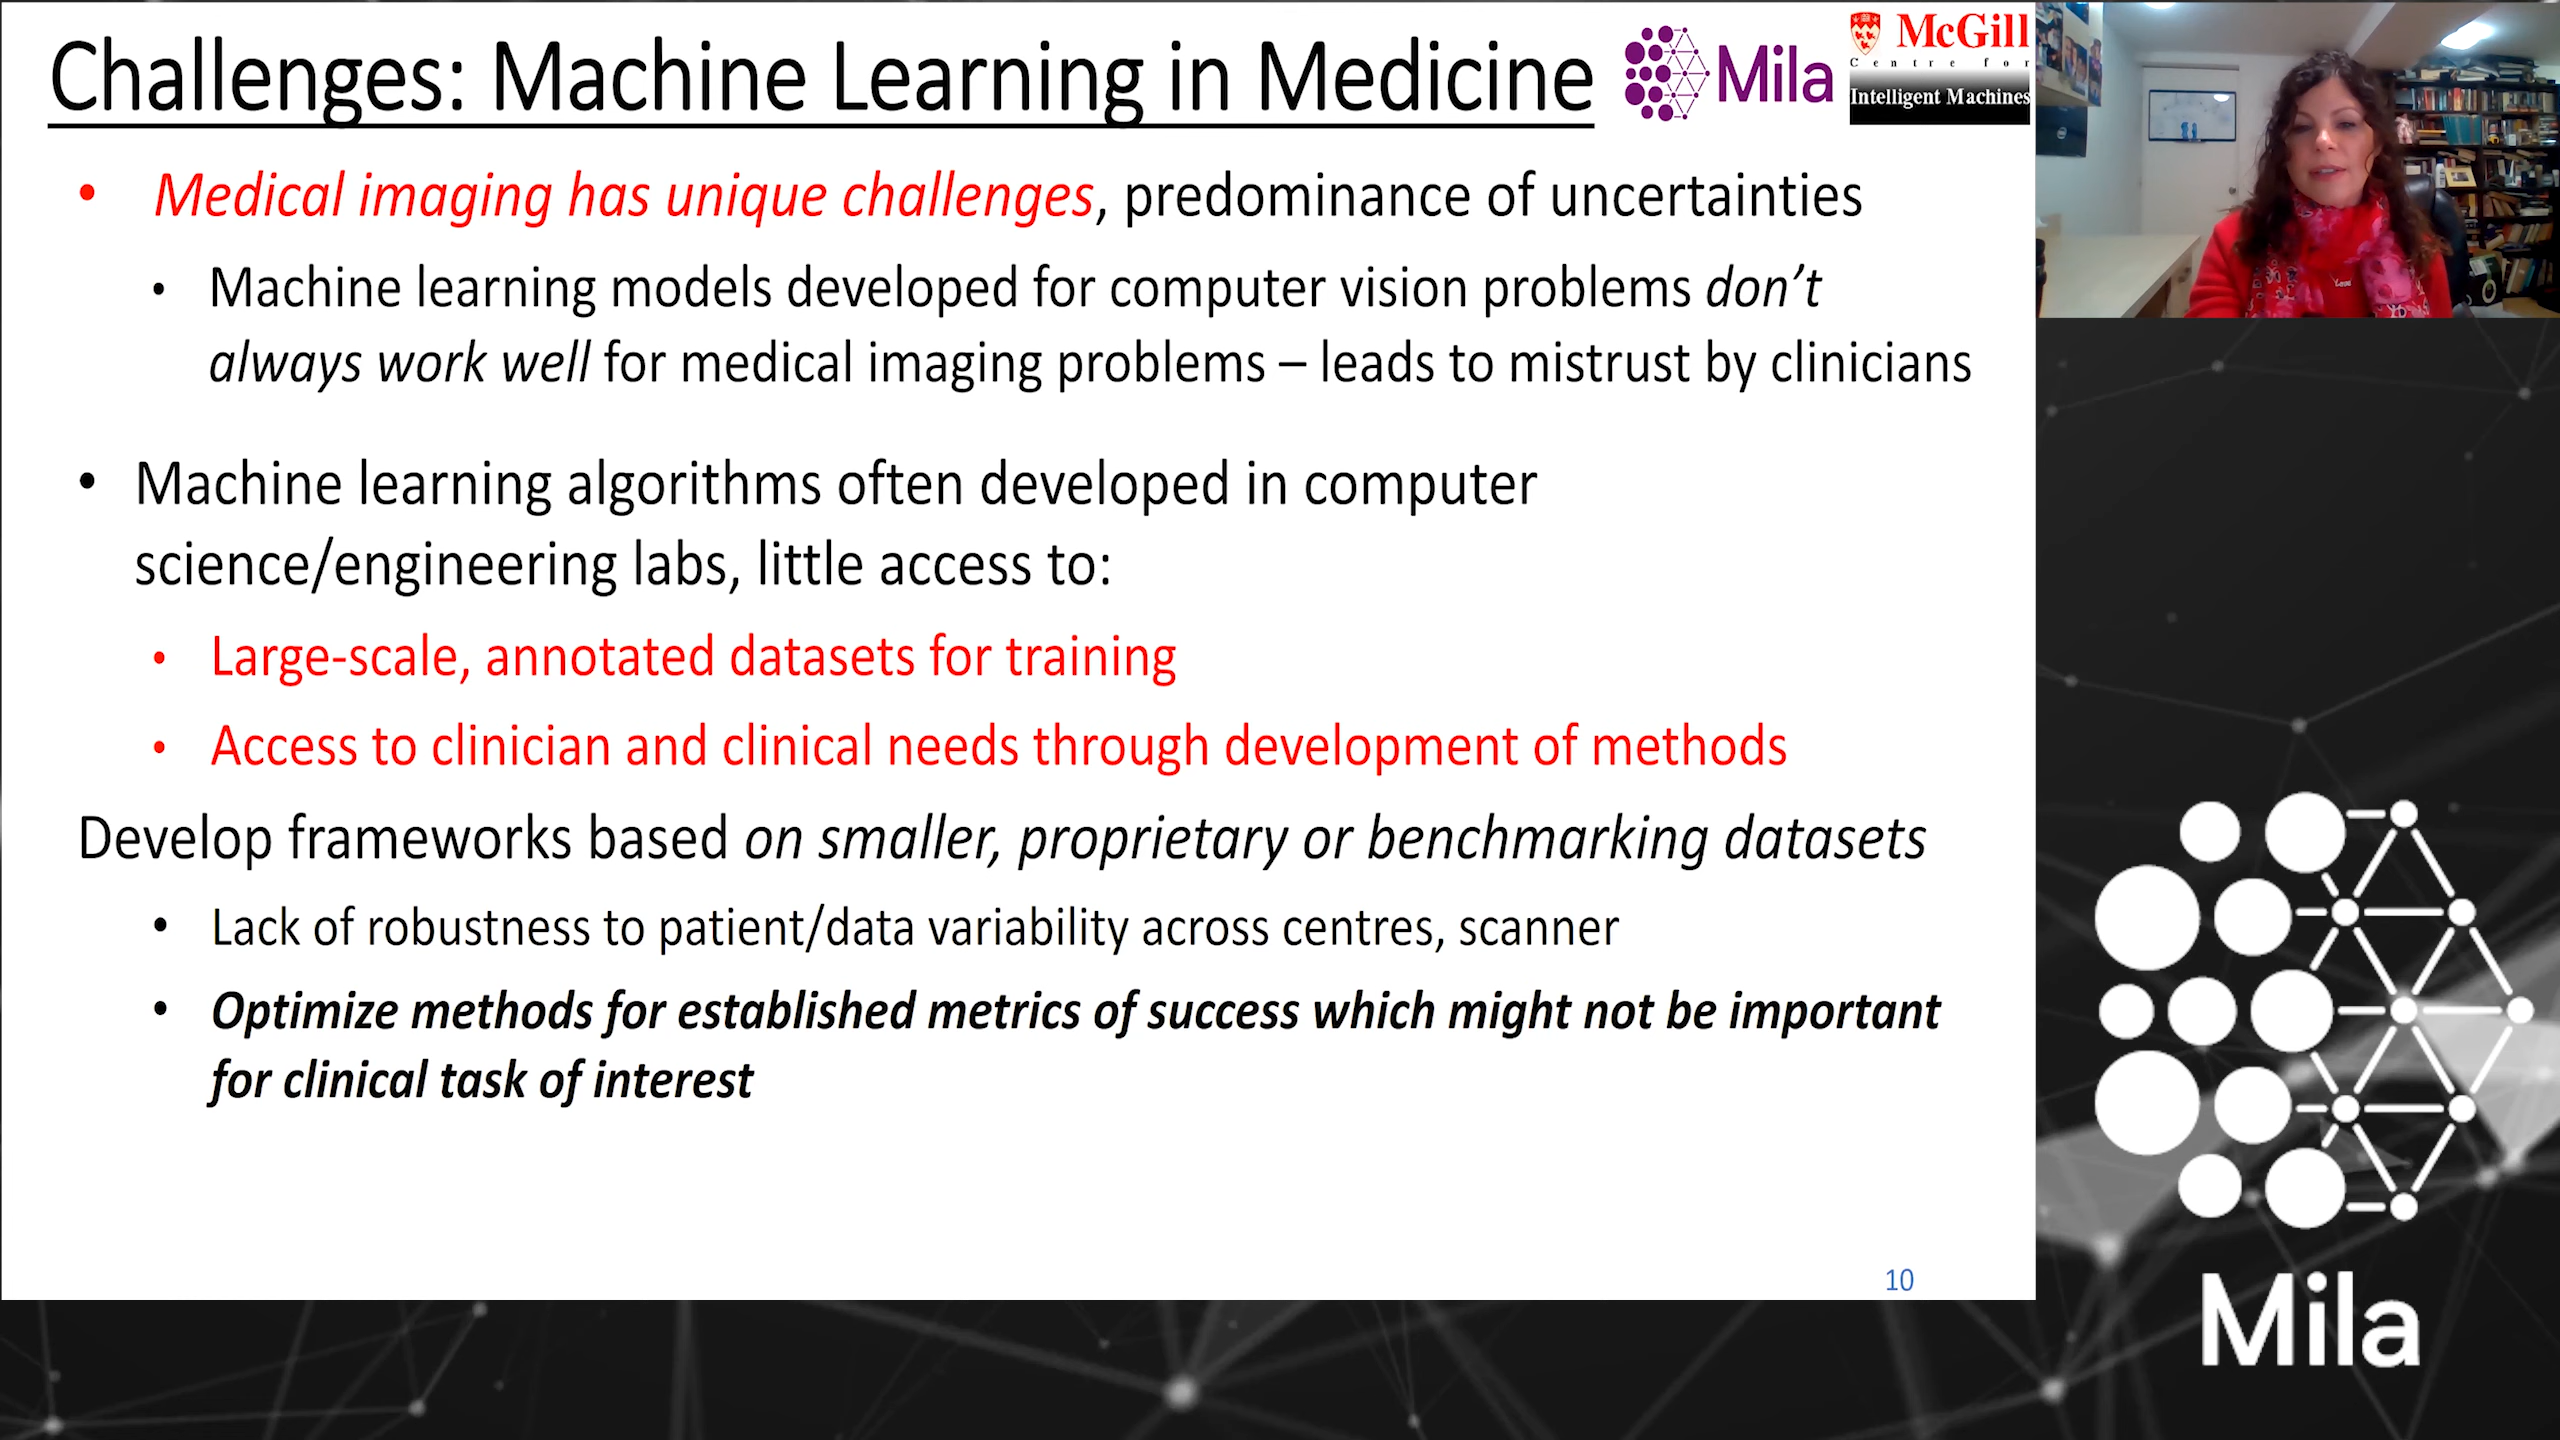 Challenges: Machine Learning in Medicine
Mila
McGill
Centre for
Intelligent Machines
• Medical imaging has unique challenges, predominance of uncertainties
• Machine learning models developed for computer vision problems don’t
always work well for medical imaging problems – leads to mistrust by clinicians
• Machine learning algorithms often developed in computer
science/engineering labs, little access to:
• Large-scale, annotated datasets for training
• Access to clinician and clinical needs through development of methods
Develop frameworks based on smaller, proprietary or benchmarking datasets
• Lack of robustness to patient/data variability across centres, scanner
• Optimize methods for established metrics of success which might not be important
for clinical task of interest
10
Mila